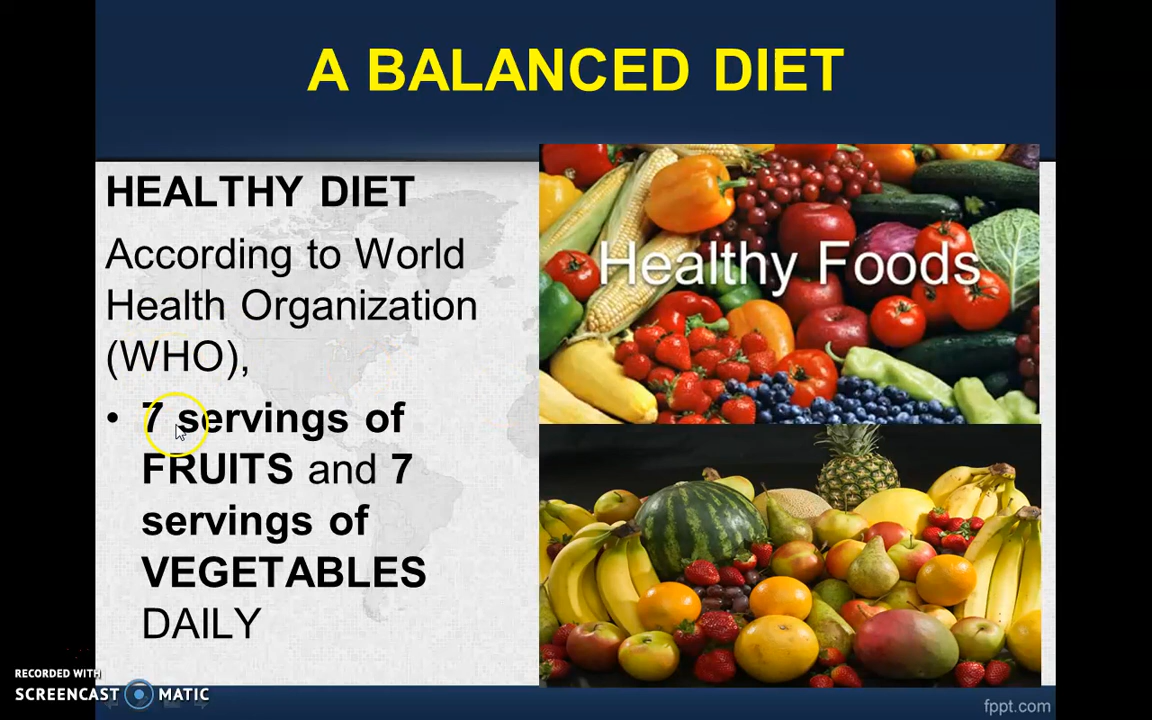 A BALANCED DIET
HEALTHY DIET
According to World
Health Organization
(WHO),
• 7 servings of
FRUITS and 7
servings of
VEGETABLES
DAILY
Healthy Foods
RECORDED WITH
SCREENCAST MATIC
fppt.com